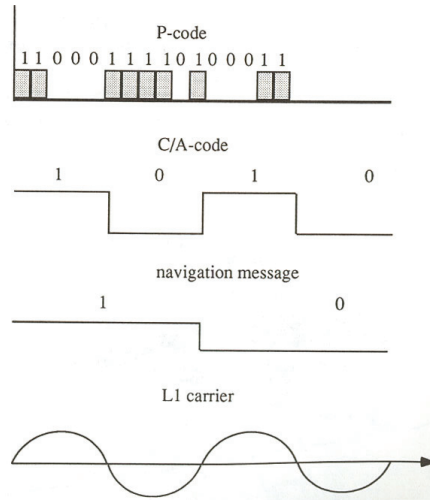 P-code
1 1 0 0 0 1 1 1 1 0 1 0 0 0 1 1
C/A-code
1 0 1 0
navigation message
1 0
L1 carrier